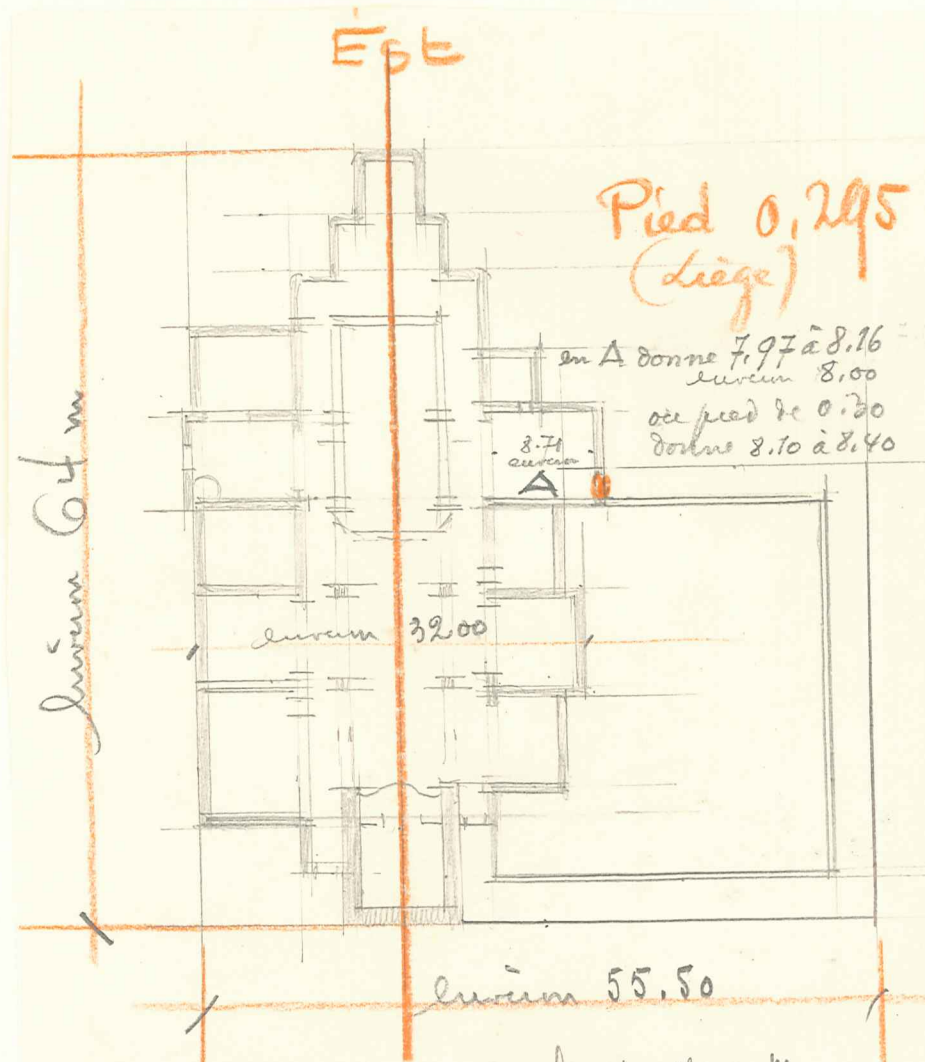 Est
Pied 0,295
(Liège)
en A donne 7,97 à 8.16
environ 8,00
ou pied de 0.30
donne 8.10 à 8,40
8.71
environ
A
environ 64 m
environ 32 00
environ 55.50